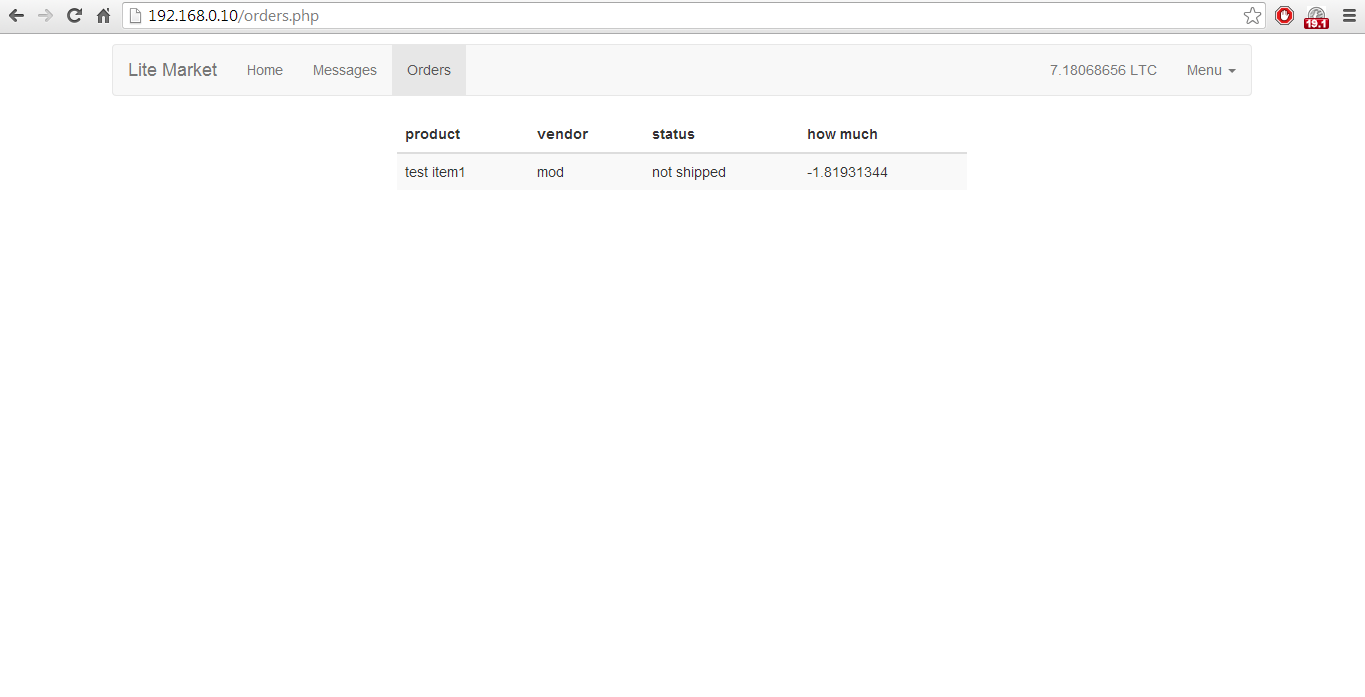 192.168.0.10/orders.php
19.1
Lite Market Home Messages Orders 7.18068656 LTC Menu
product vendor status how much
test item1 mod not shipped -1.81931344